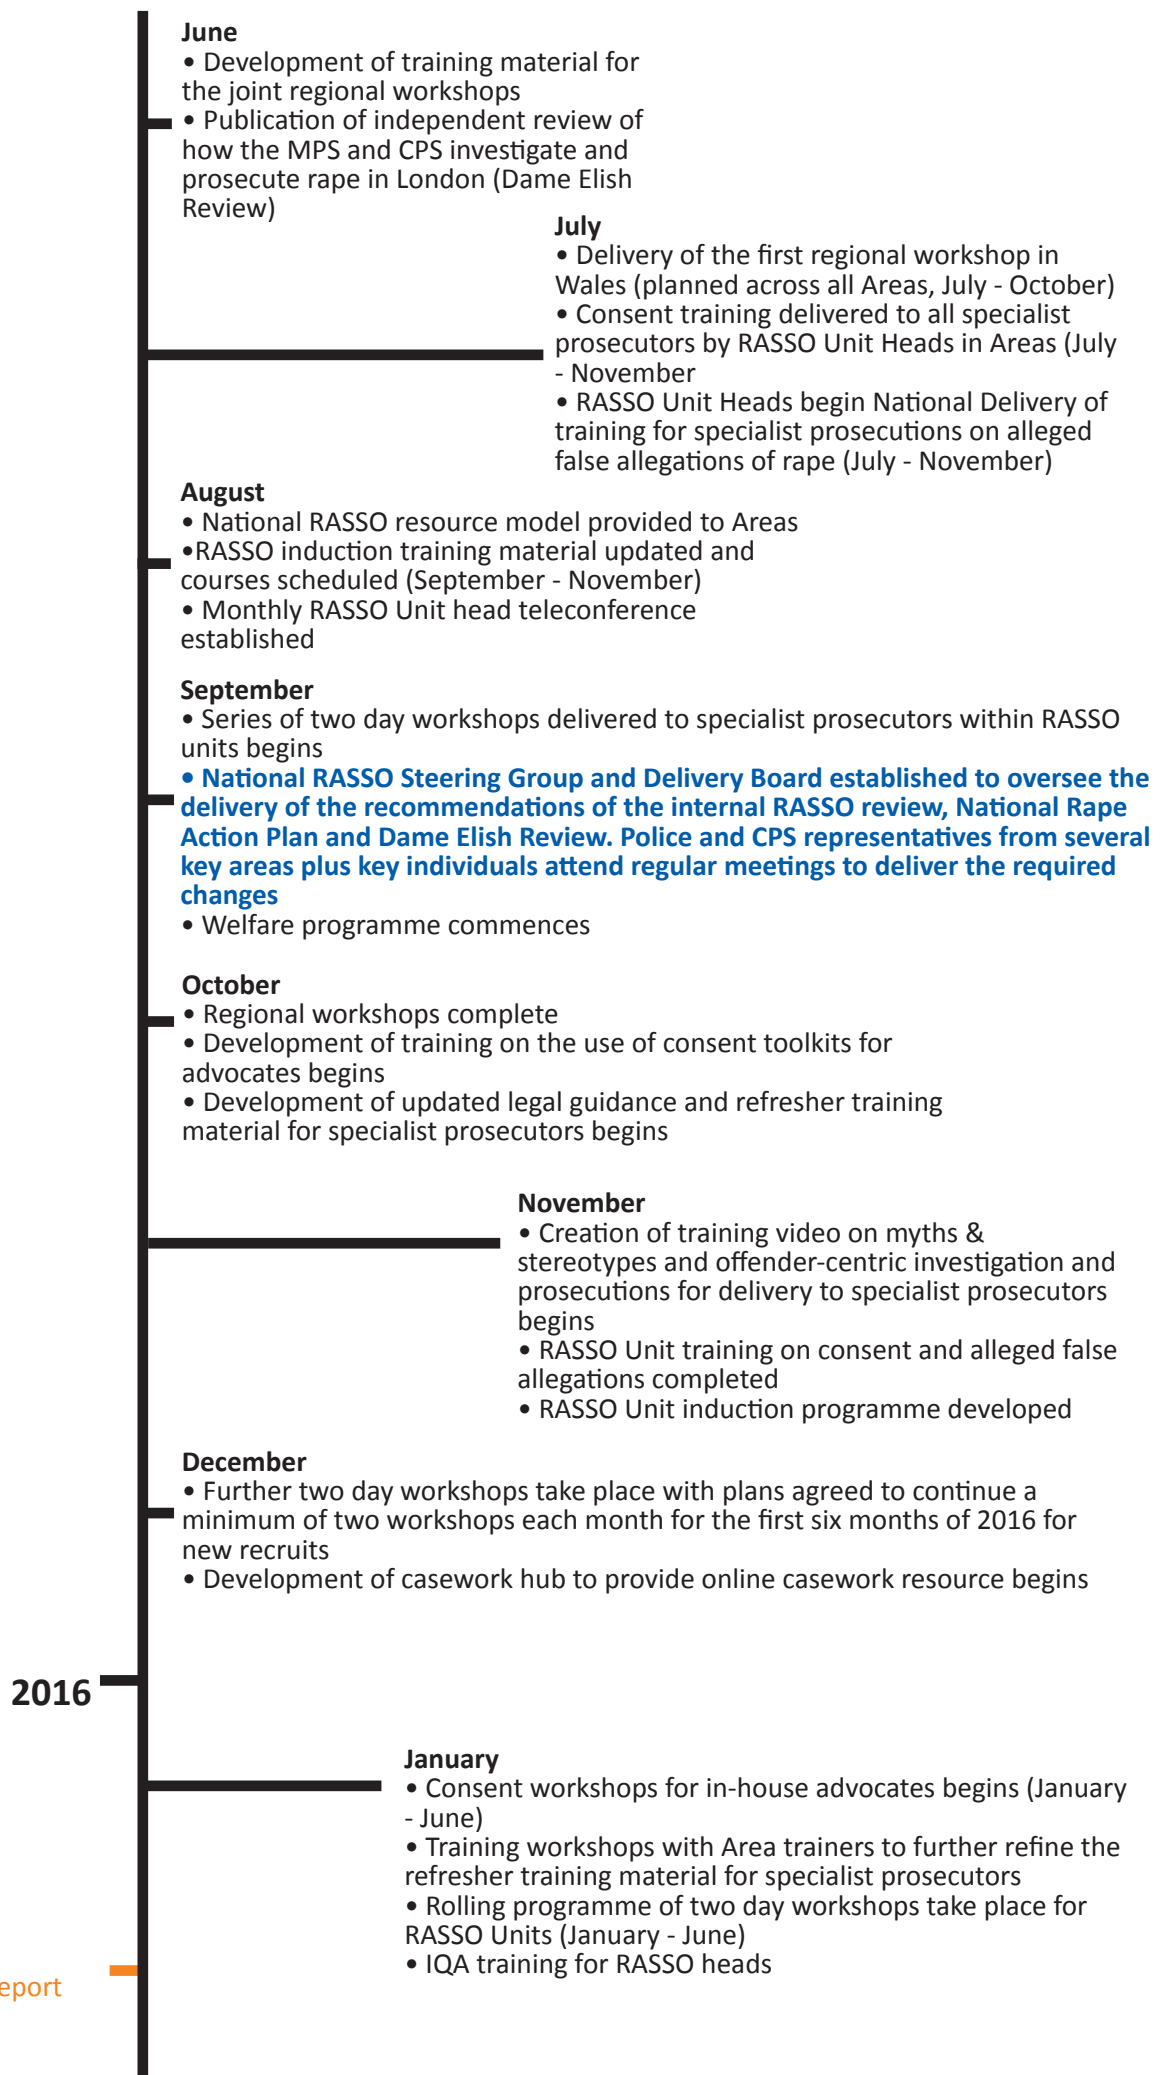 June
• Development of training material for
the joint regional workshops
• Publication of independent review of
how the MPS and CPS investigate and
prosecute rape in London (Dame Elish
Review)
July
• Delivery of the first regional workshop in
Wales (planned across all Areas, July - October)
• Consent training delivered to all specialist
prosecutors by RASSO Unit Heads in Areas (July
- November
• RASSO Unit Heads begin National Delivery of
training for specialist prosecutions on alleged
false allegations of rape (July - November)
August
• National RASSO resource model provided to Areas
•RASSO induction training material updated and
courses scheduled (September - November)
• Monthly RASSO Unit head teleconference
established
September
• Series of two day workshops delivered to specialist prosecutors within RASSO
units begins
• National RASSO Steering Group and Delivery Board established to oversee the
delivery of the recommendations of the internal RASSO review, National Rape
Action Plan and Dame Elish Review. Police and CPS representatives from several
key areas plus key individuals attend regular meetings to deliver the required
changes
• Welfare programme commences
October
• Regional workshops complete
• Development of training on the use of consent toolkits for
advocates begins
• Development of updated legal guidance and refresher training
material for specialist prosecutors begins
November
• Creation of training video on myths &
stereotypes and offender-centric investigation and
prosecutions for delivery to specialist prosecutors
begins
• RASSO Unit training on consent and alleged false
allegations completed
• RASSO Unit induction programme developed
December
• Further two day workshops take place with plans agreed to continue a
minimum of two workshops each month for the first six months of 2016 for
new recruits
• Development of casework hub to provide online casework resource begins
2016
January
• Consent workshops for in-house advocates begins (January
- June)
• Training workshops with Area trainers to further refine the
refresher training material for specialist prosecutors
• Rolling programme of two day workshops take place for
RASSO Units (January - June)
• IQA training for RASSO heads
eport